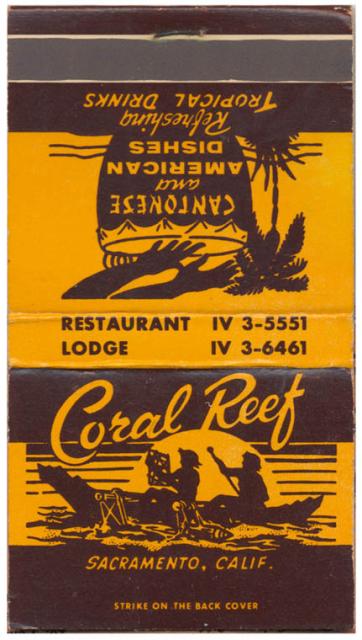 Refreshing
TROPICAL DRINKS
CANTONESE
and
AMERICAN
DISHES
RESTAURANT IV 3-5551
LODGE IV 3-6461
Coral Reef
SACRAMENTO, CALIF.
STRIKE ON THE BACK COVER